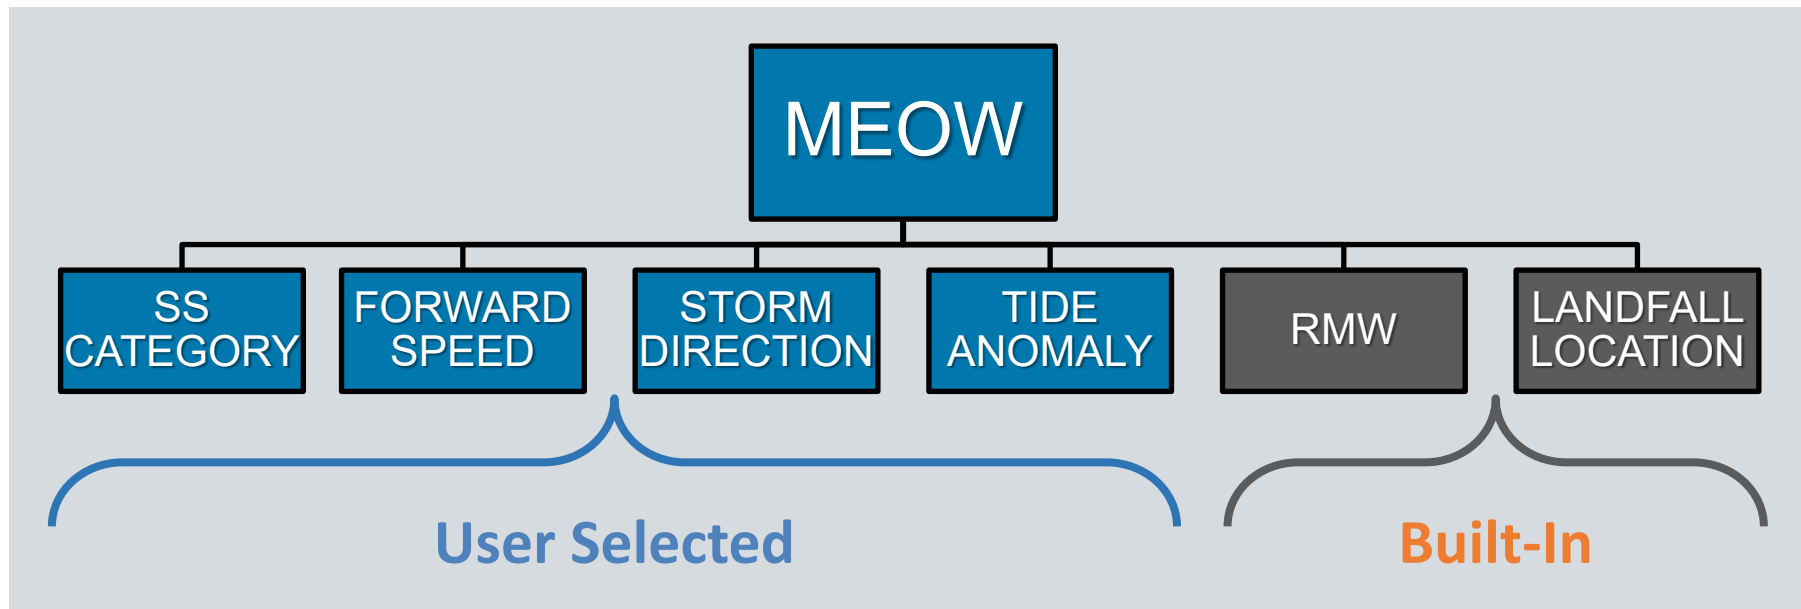 MEOW
SS
CATEGORY
FORWARD
SPEED
STORM
DIRECTION
TIDE
ANOMALY
RMW
LANDFALL
LOCATION
User Selected
Built-In